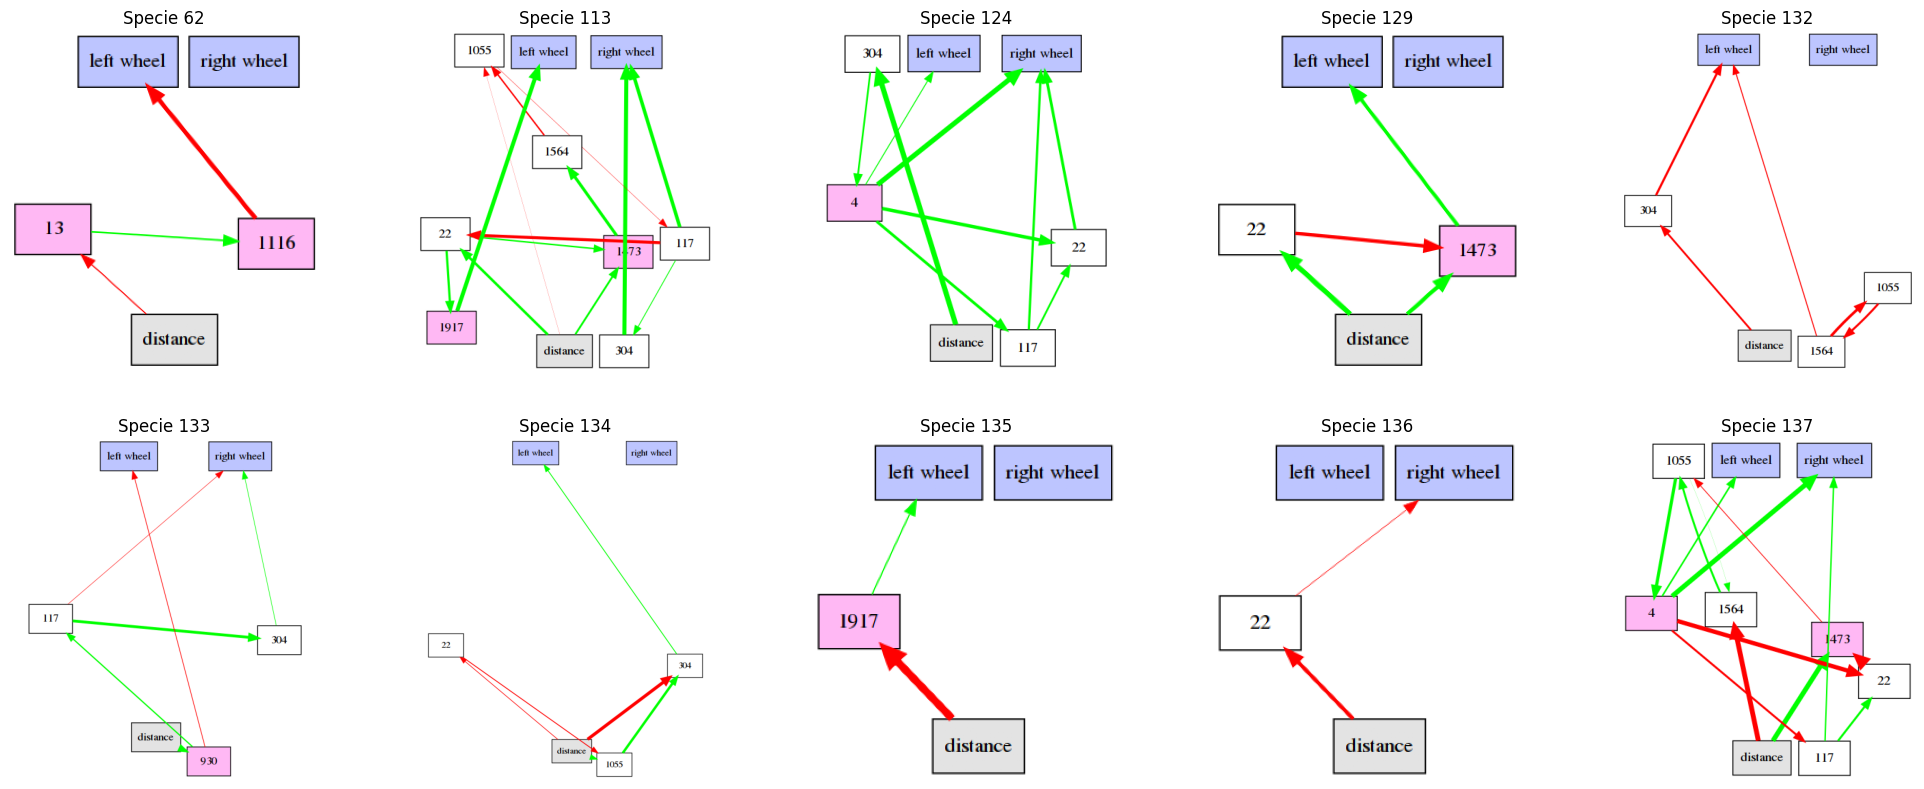 Specie 62
left wheel
right wheel
13
1116
distance
Specie 113
1055
left wheel
right wheel
1564
22
1473
117
1917
distance
304
Specie 124
304
left wheel
right wheel
4
22
distance
117
Specie 129
left wheel
right wheel
22
1473
distance
Specie 132
left wheel
right wheel
304
1055
distance
1564
Specie 133
left wheel
right wheel
117
304
distance
930
Specie 134
left wheel
right wheel
22
304
distance
1055
Specie 135
left wheel
right wheel
1917
distance
Specie 136
left wheel
right wheel
22
distance
Specie 137
1055
left wheel
right wheel
4
1564
1473
22
distance
117